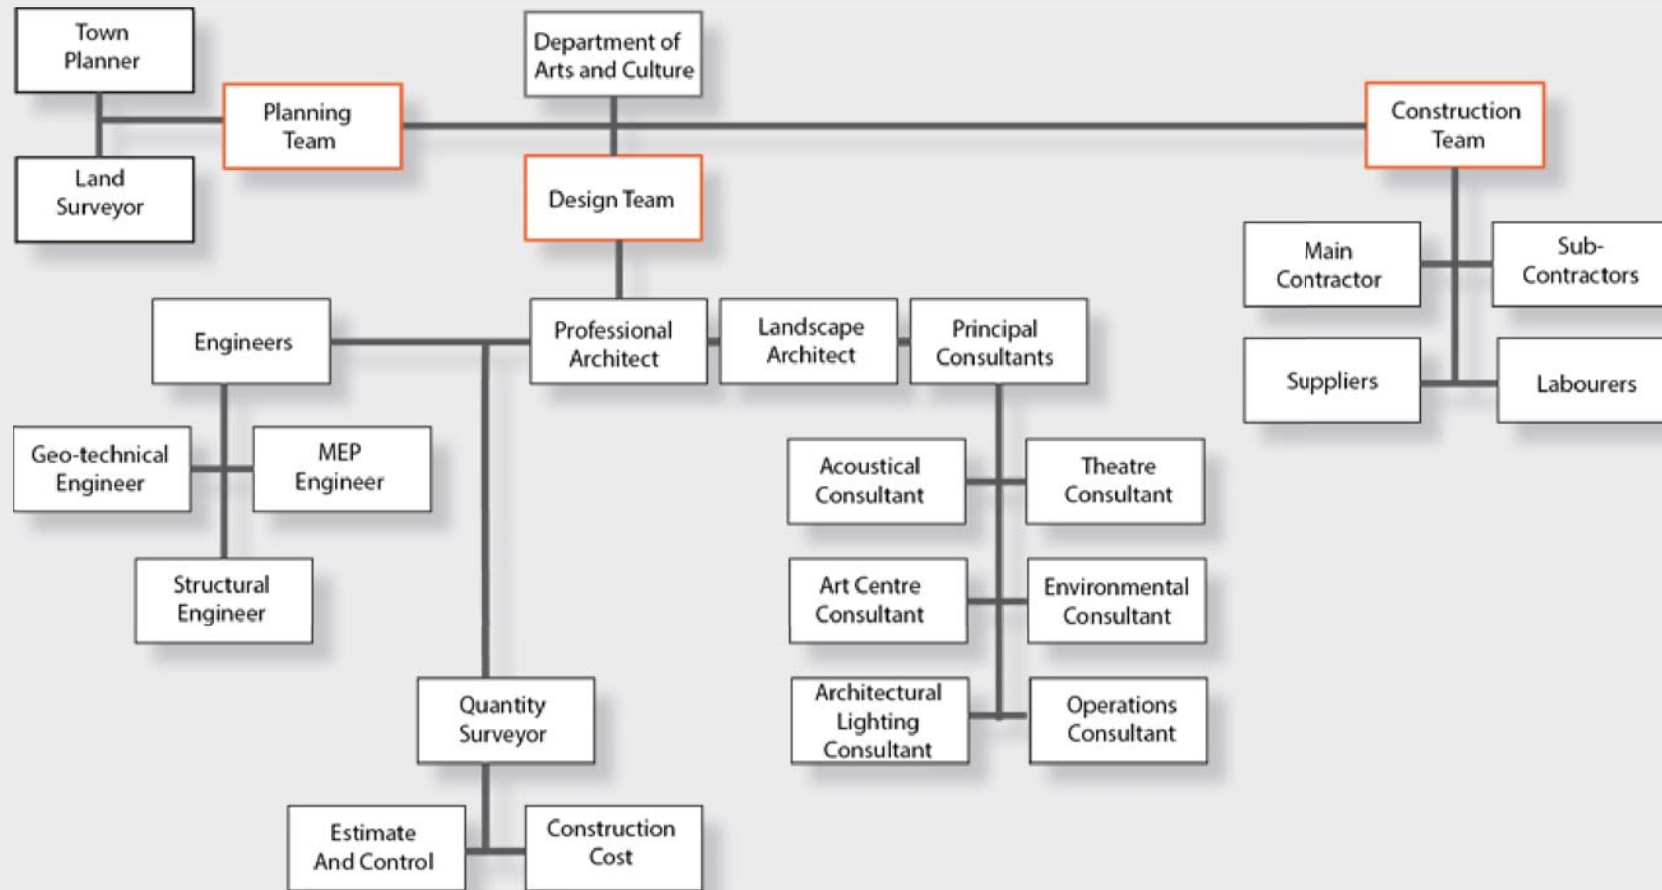 Town
Planner
Department of
Arts and Culture
Planning
Team
Construction
Team
Land
Surveyor
Design Team
Main
Contractor
Sub-
Contractors
Engineers
Professional
Architect
Landscape
Architect
Principal
Consultants
Suppliers
Labourers
Geo-technical
Engineer
MEP
Engineer
Acoustical
Consultant
Theatre
Consultant
Structural
Engineer
Art Centre
Consultant
Environmental
Consultant
Quantity
Surveyor
Architectural
Lighting
Consultant
Operations
Consultant
Estimate
And Control
Construction
Cost